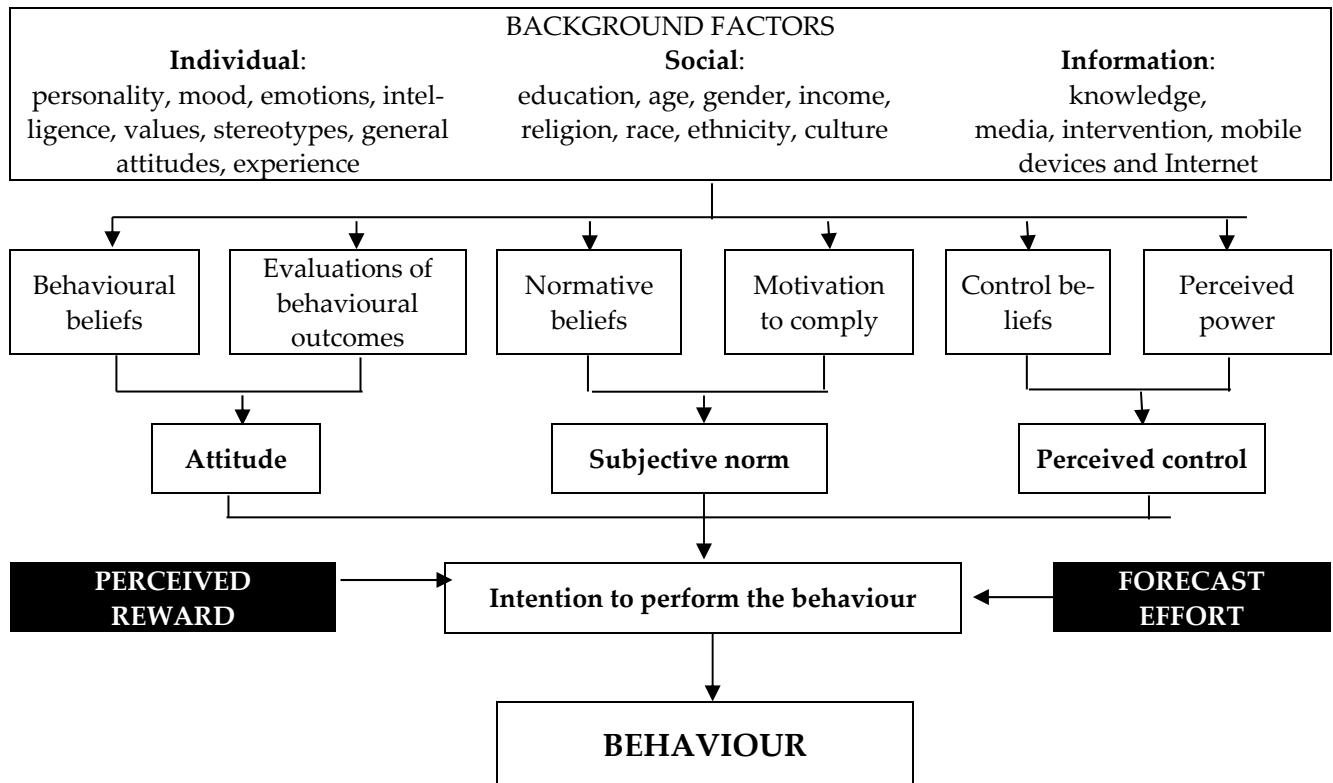 BACKGROUND FACTORS
Individual:
personality, mood, emotions, intel-
ligence, values, stereotypes, general
attitudes, experience
Social:
education, age, gender, income,
religion, race, ethnicity, culture
Information:
knowledge,
media, intervention, mobile
devices and Internet
Behavioural
beliefs
Evaluations of
behavioural
outcomes
Normative
beliefs
Motivation
to comply
Control be-
liefs
Perceived
power
Attitude
Subjective norm
Perceived control
PERCEIVED
REWARD
Intention to perform the behaviour
FORECAST
EFFORT
BEHAVIOUR